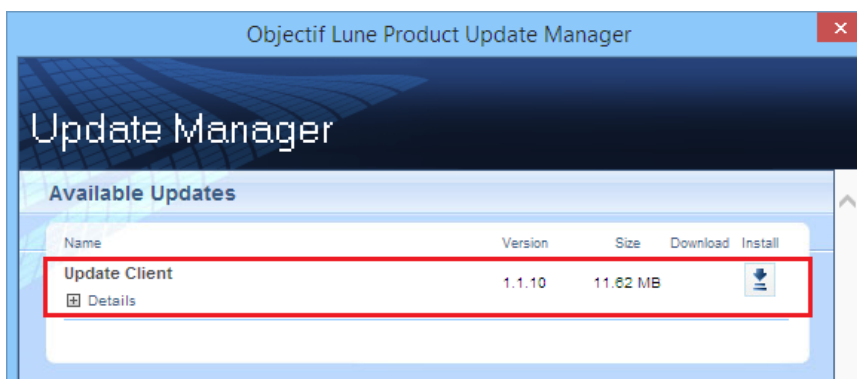 Objectif Lune Product Update Manager
Update Manager
Available Updates
Name Version Size Download Install
Update Client 1.1.10 11.62 MB
Details